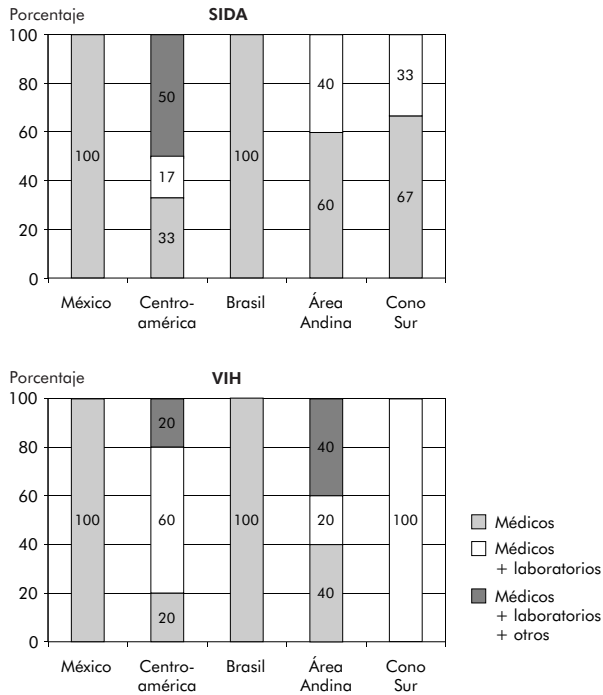 Porcentaje
SIDA
100
80
60
40
20
0
100
50
17
33
100
40
60
33
67
México
Centro-
américa
Brasil
Área
Andina
Cono
Sur
Porcentaje
VIH
100
80
60
40
20
0
100
20
60
20
100
40
20
40
100
México
Centro-
américa
Brasil
Área
Andina
Cono
Sur
Médicos
Médicos
+ laboratorios
Médicos
+ laboratorios
+ otros